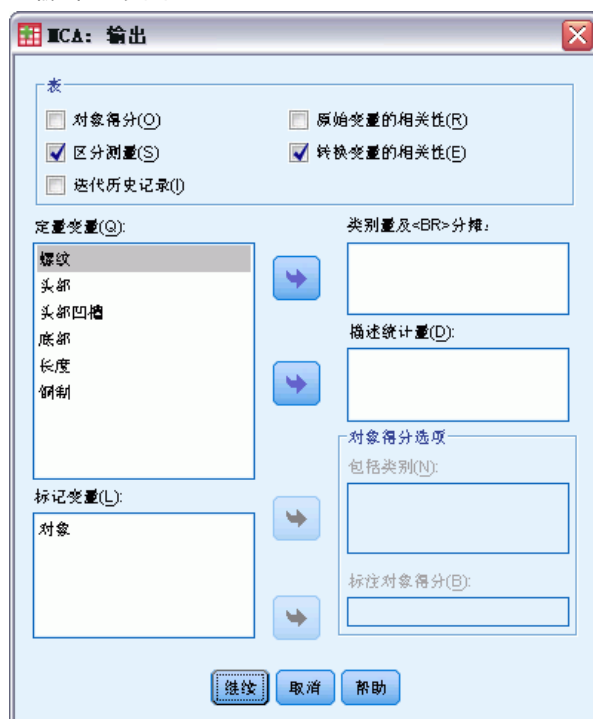 MCA: 输出
表
对象得分(O)
原始变量的相关性(R)
区分测量(S)
转换变量的相关性(E)
迭代历史记录(I)
定量变量(Q):
螺纹
头部
头部凹槽
底部
长度
铜制
类别量及<BR>分摊:
描述统计量(D):
对象得分选项
包括类别(N):
标记变量(L):
对象
标注对象得分(B):
继续
取消
帮助